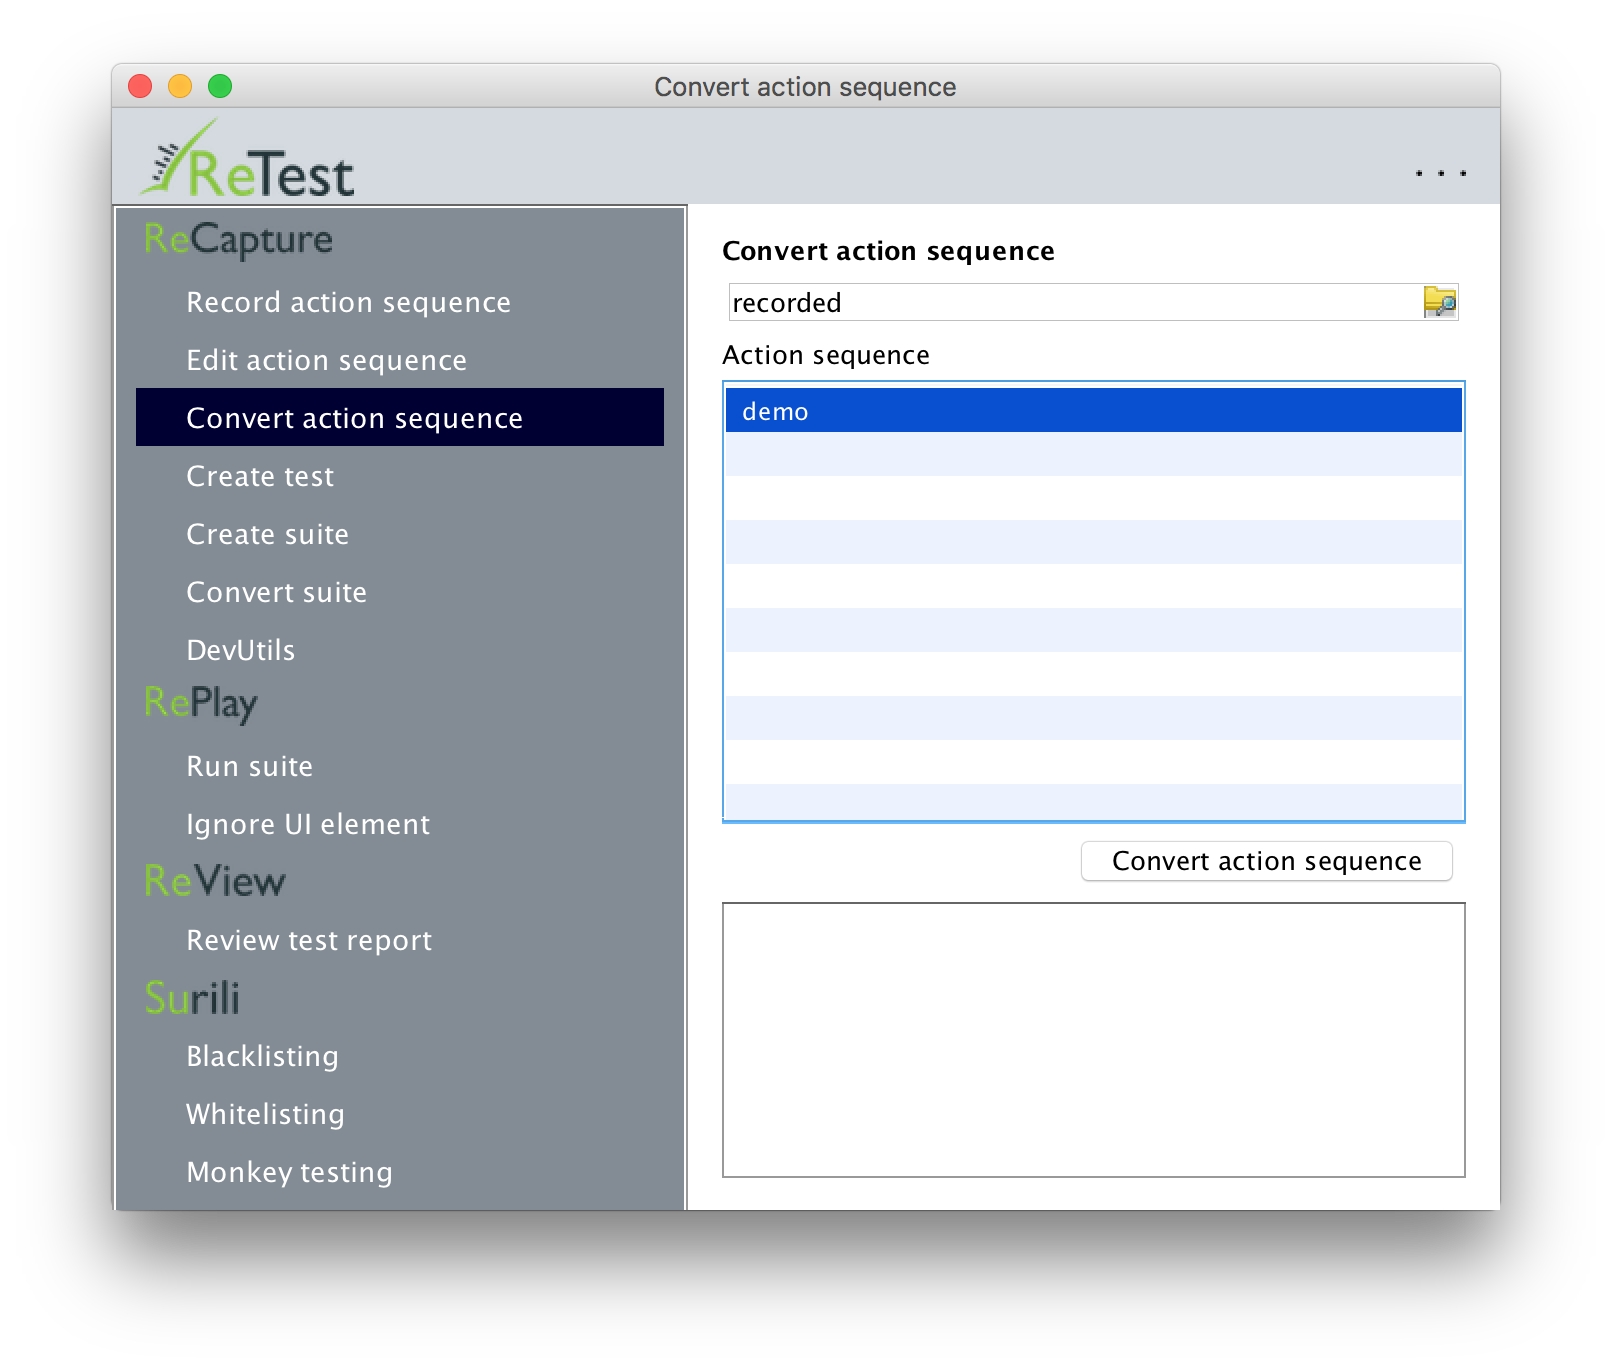 Convert action sequence
ReTest
...
ReCapture
Record action sequence
Edit action sequence
Convert action sequence
Create test
Create suite
Convert suite
DevUtils
RePlay
Run suite
Ignore UI element
ReView
Review test report
Surili
Blacklisting
Whitelisting
Monkey testing
Convert action sequence
recorded
Action sequence
demo
Convert action sequence